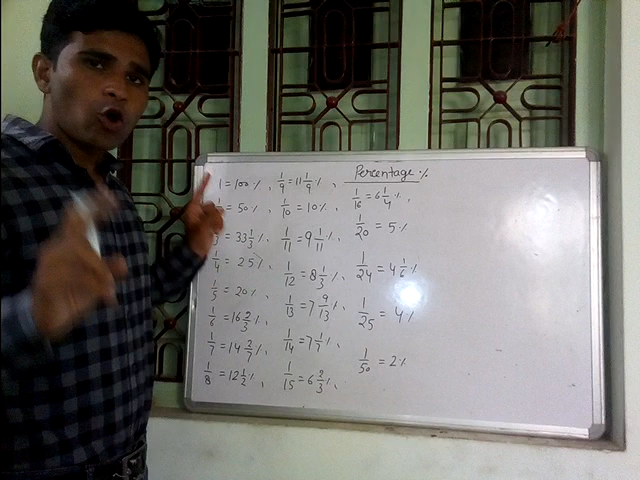 Percentage %
1 = 100 %
1/2 = 50 %
1/3 = 33 1/3 %
1/4 = 25 %
1/5 = 20 %
1/6 = 16 2/3 %
1/7 = 14 2/7 %
1/8 = 12 1/2 %,
1/9 = 11 1/9 %,
1/10 = 10 %,
1/11 = 9 1/11 %,
1/12 = 8 1/3 %,
1/13 = 7 9/13 %,
1/14 = 7 1/7 %,
1/15 = 6 2/3 %,
1/16 = 6 1/4 %,
1/20 = 5 %
1/24 = 4 1/6 %
1/25 = 4 %
1/50 = 2 %